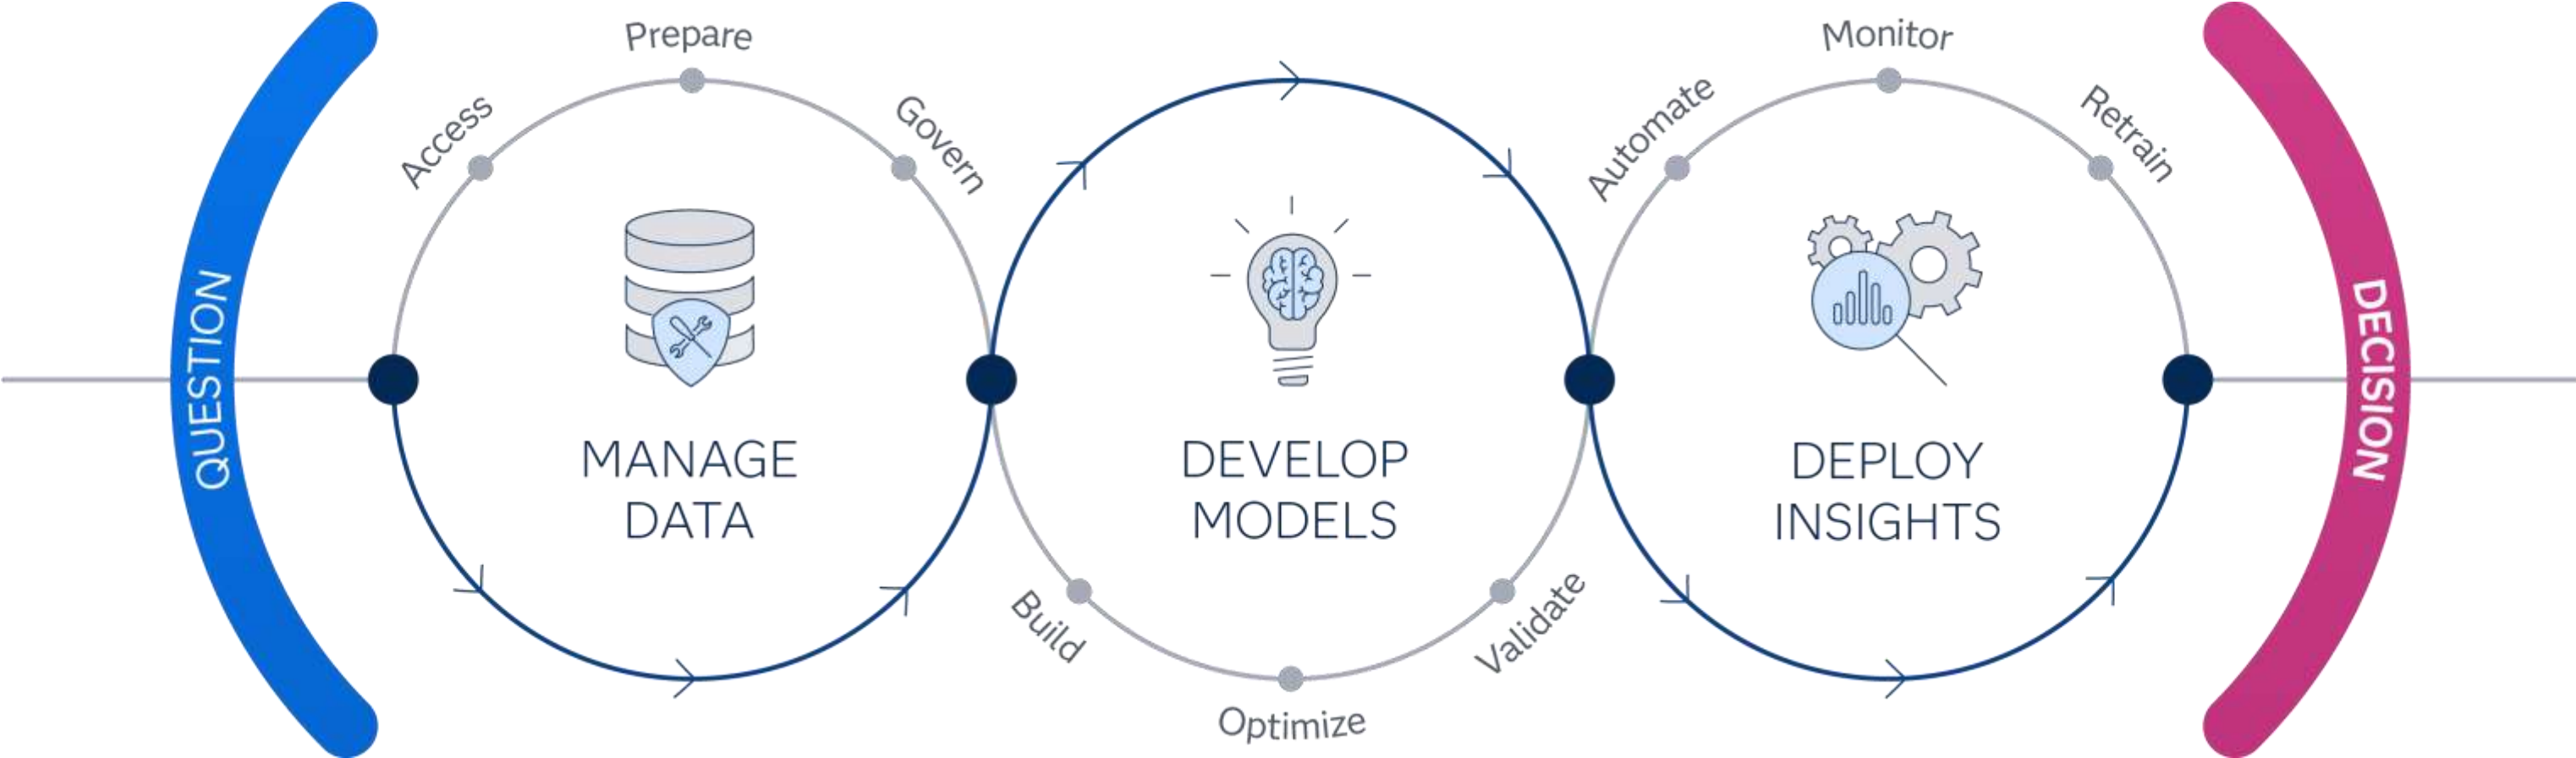 QUESTION
Access
Prepare
Govern
MANAGE
DATA
DEVELOP
MODELS
Build
Optimize
Validate
Automate
Monitor
Retrain
DEPLOY
INSIGHTS
DECISION